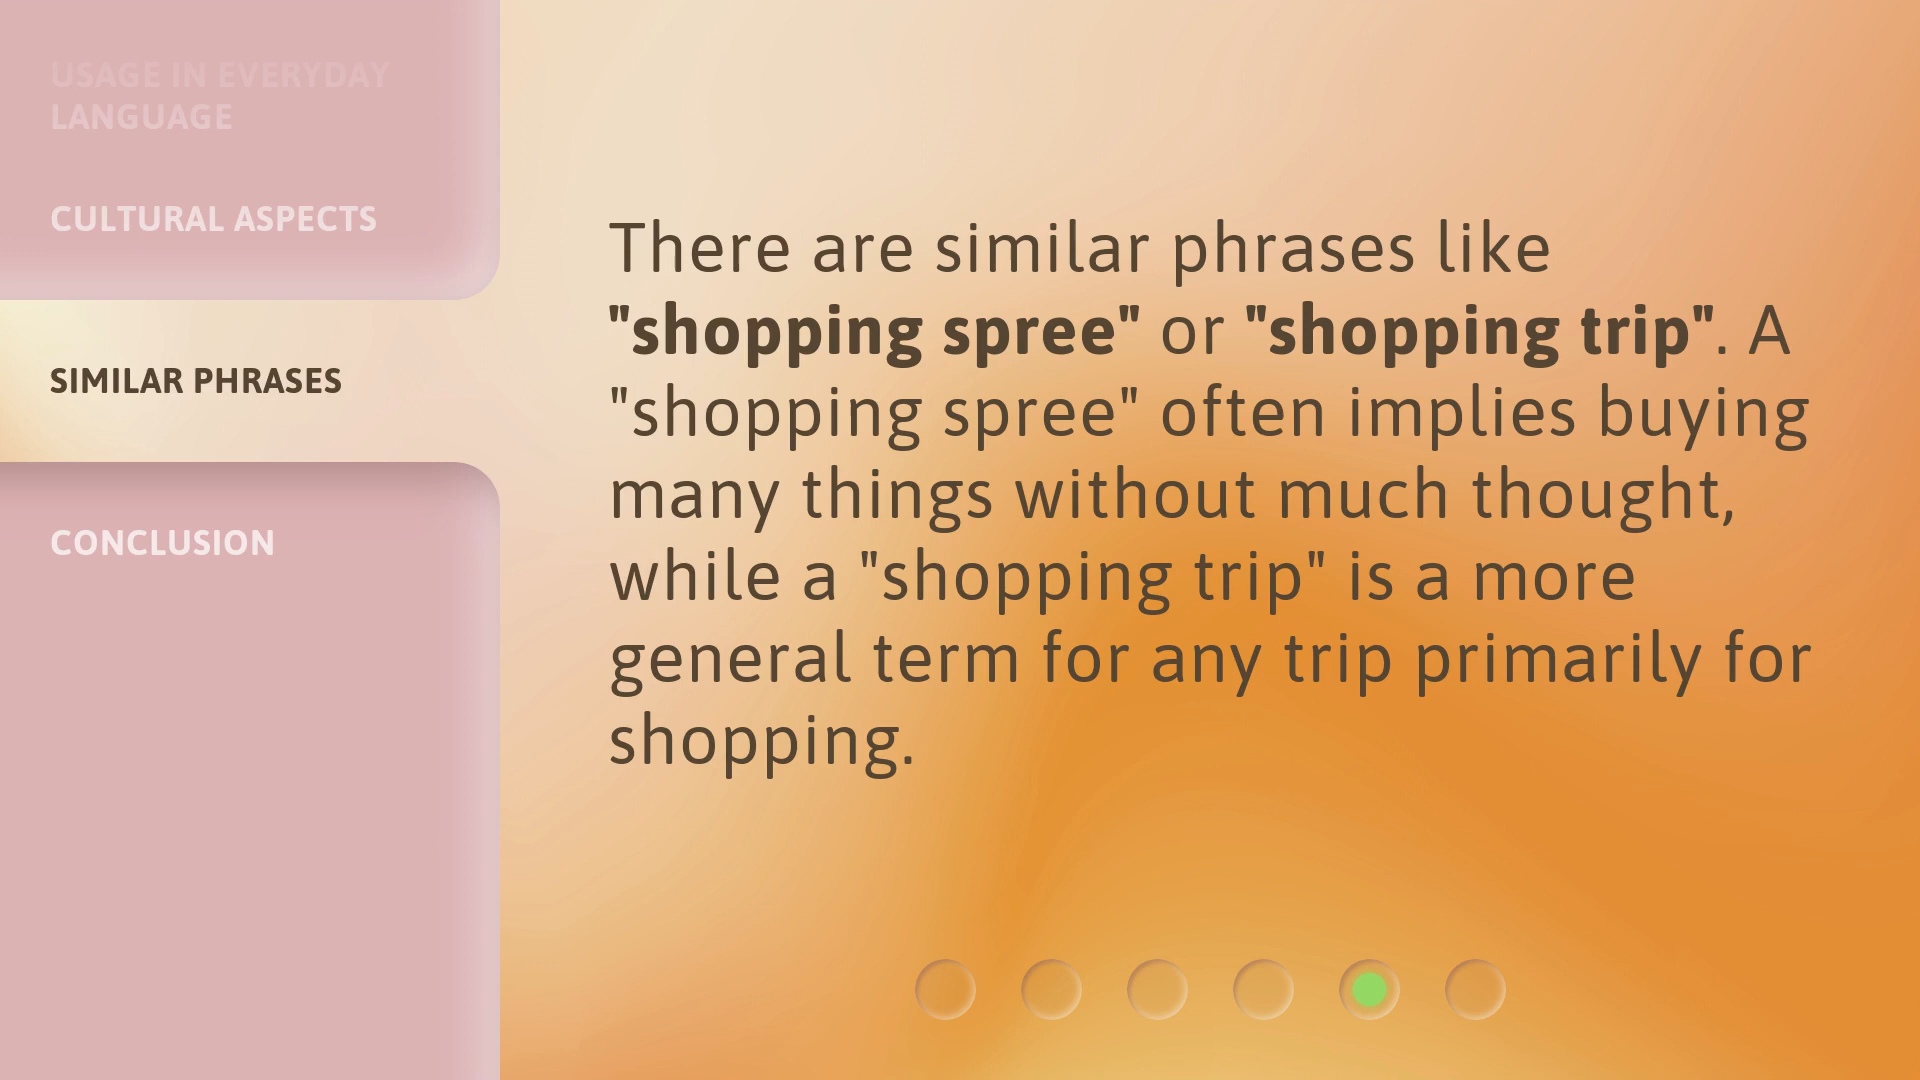 USAGE IN EVERYDAY
LANGUAGE
CULTURAL ASPECTS
SIMILAR PHRASES
CONCLUSION
There are similar phrases like
"shopping spree" or "shopping trip". A
"shopping spree" often implies buying
many things without much thought,
while a "shopping trip" is a more
general term for any trip primarily for
shopping.